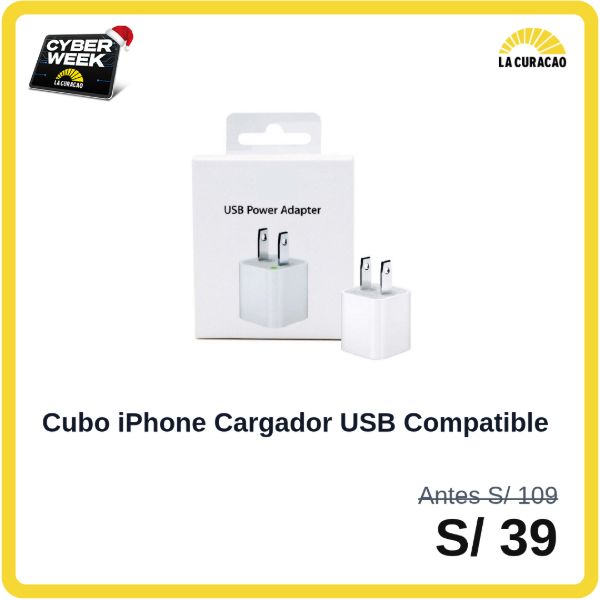 CYBER
WEEK
LA CURACAO
LA CURACAO
USB Power Adapter
Cubo iPhone Cargador USB Compatible
Antes S/ 109
S/ 39